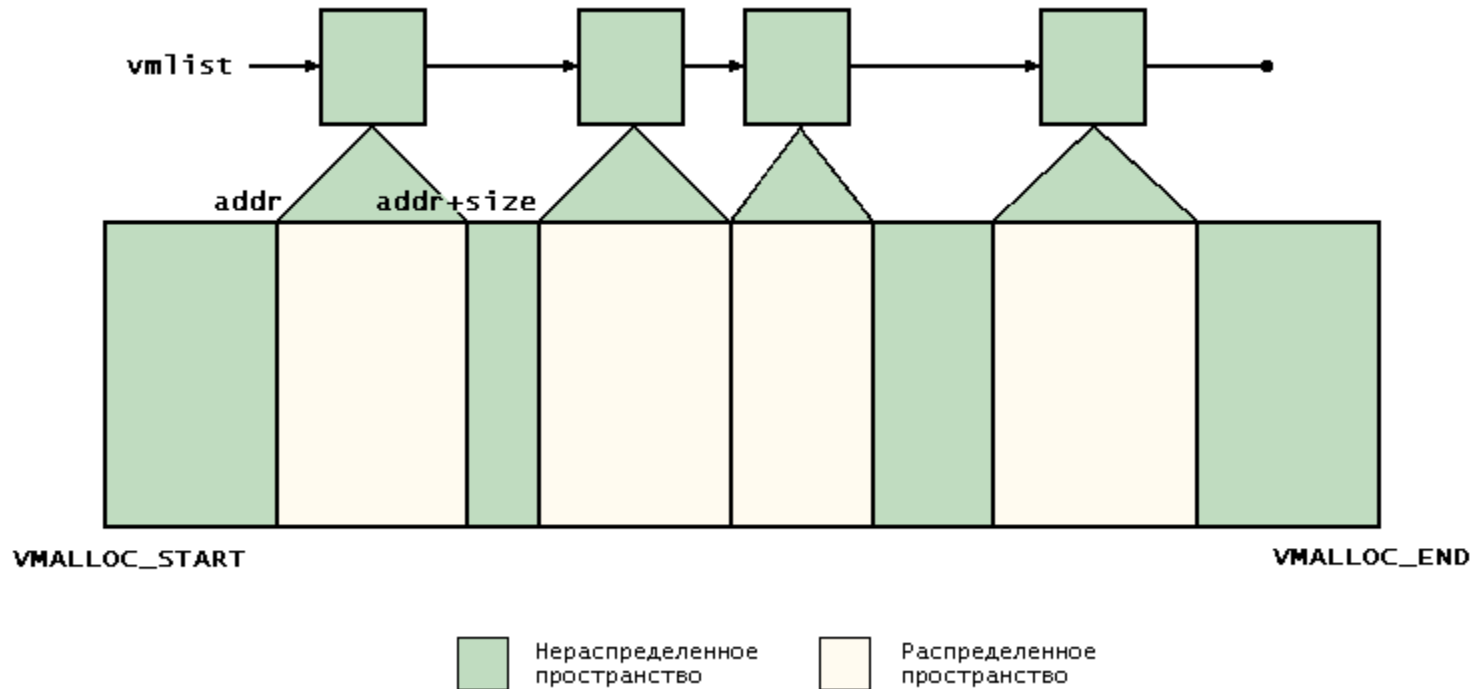 vmlist
addr
addr+size
VMALLOC_START
VMALLOC_END
Нераспределенное
пространство
Распределенное
пространство